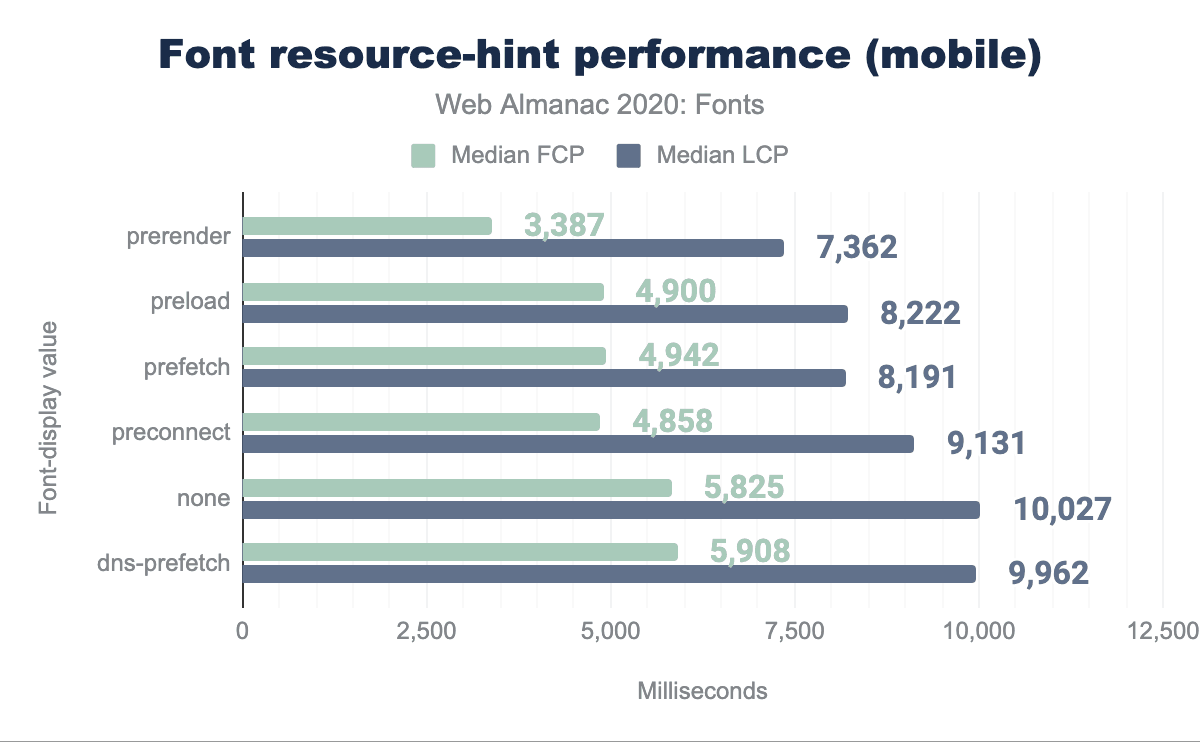 Font resource-hint performance (mobile)
Web Almanac 2020: Fonts
Median FCP
Median LCP
Font-display value
prerender
3,387
7,362
preload
4,900
8,222
prefetch
4,942
8,191
preconnect
4,858
9,131
none
5,825
10,027
dns-prefetch
5,908
9,962
0
2,500
5,000
7,500
10,000
12,500
Milliseconds